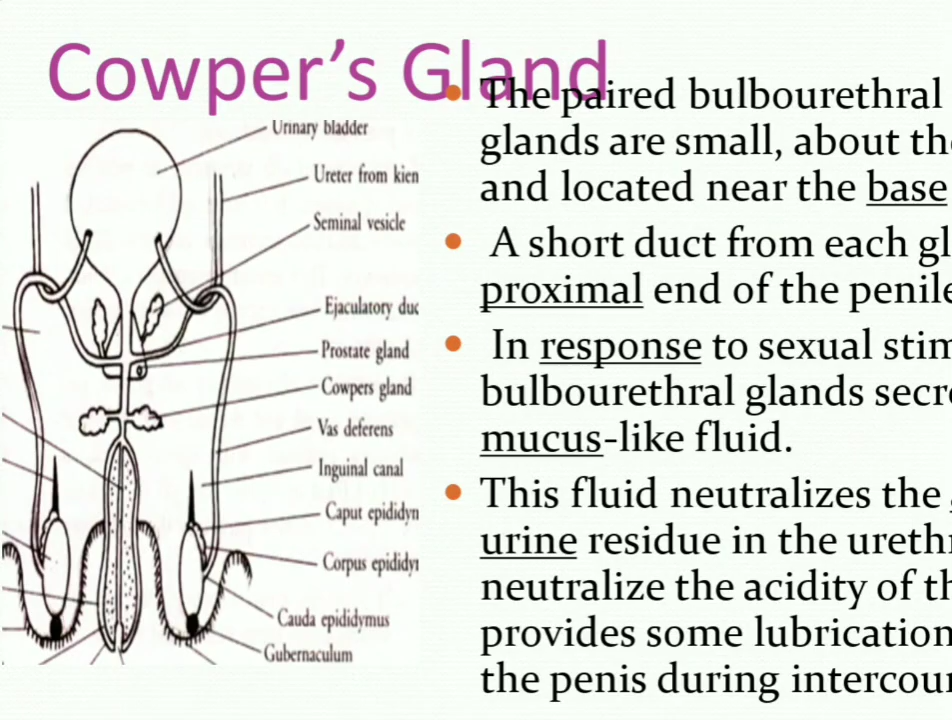 Cowper's Gland
Urinary bladder
Ureter from kien
Seminal vesicle
Ejaculatory duc
Prostate gland
Cowpers gland
Vas deferens
Inguinal canal
Caput epididyn
Corpus epididy
Cauda epididymus
Gubernaculum
The paired bulbourethral
glands are small, about the
and located near the base
A short duct from each gl
proximal end of the penile
In response to sexual stim
bulbourethral glands secre
mucus-like fluid.
This fluid neutralizes the
urine residue in the urethr
neutralize the acidity of th
provides some lubrication
the penis during intercour